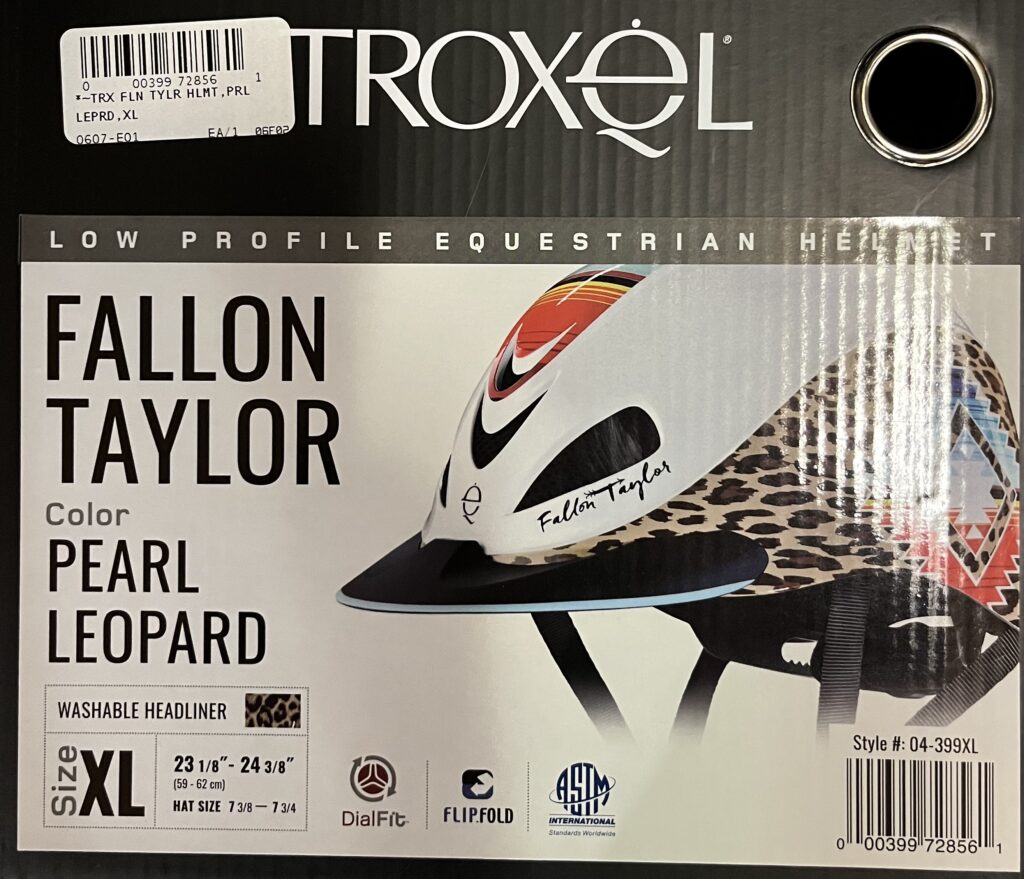 0 00399 72856 1
*~TRX FLN TYLR HLMT,PRL
LEPRD,XL
0607-E01 EA/1 06F02
TROXEL®
LOW PROFILE EQUESTRIAN HELMET
FALLON
TAYLOR
Color
PEARL
LEOPARD
Fallon Taylor
WASHABLE HEADLINER
Size XL
23 1/8" - 24 3/8"
(59 - 62 cm)
HAT SIZE 7 3/8 — 7 3/4
DialFit
FLIP.FOLD
ASTM
INTERNATIONAL
Standards Worldwide
Style #: 04-399XL
0 00399 72856 1